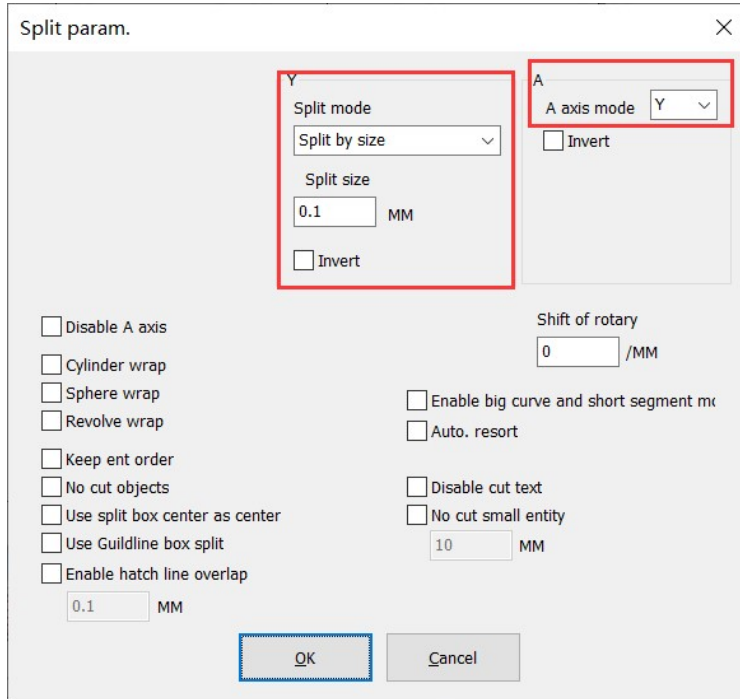 Split param.
Y
Split mode
Split by size
Split size
0.1 MM
Invert
A
A axis mode Y
Invert
Disable A axis
Cylinder wrap
Sphere wrap
Revolve wrap
Keep ent order
No cut objects
Use split box center as center
Use Guildline box split
Enable hatch line overlap
0.1 MM
Shift of rotary
0 /MM
Enable big curve and short segment mo
Auto. resort
Disable cut text
No cut small entity
10 MM
OK Cancel